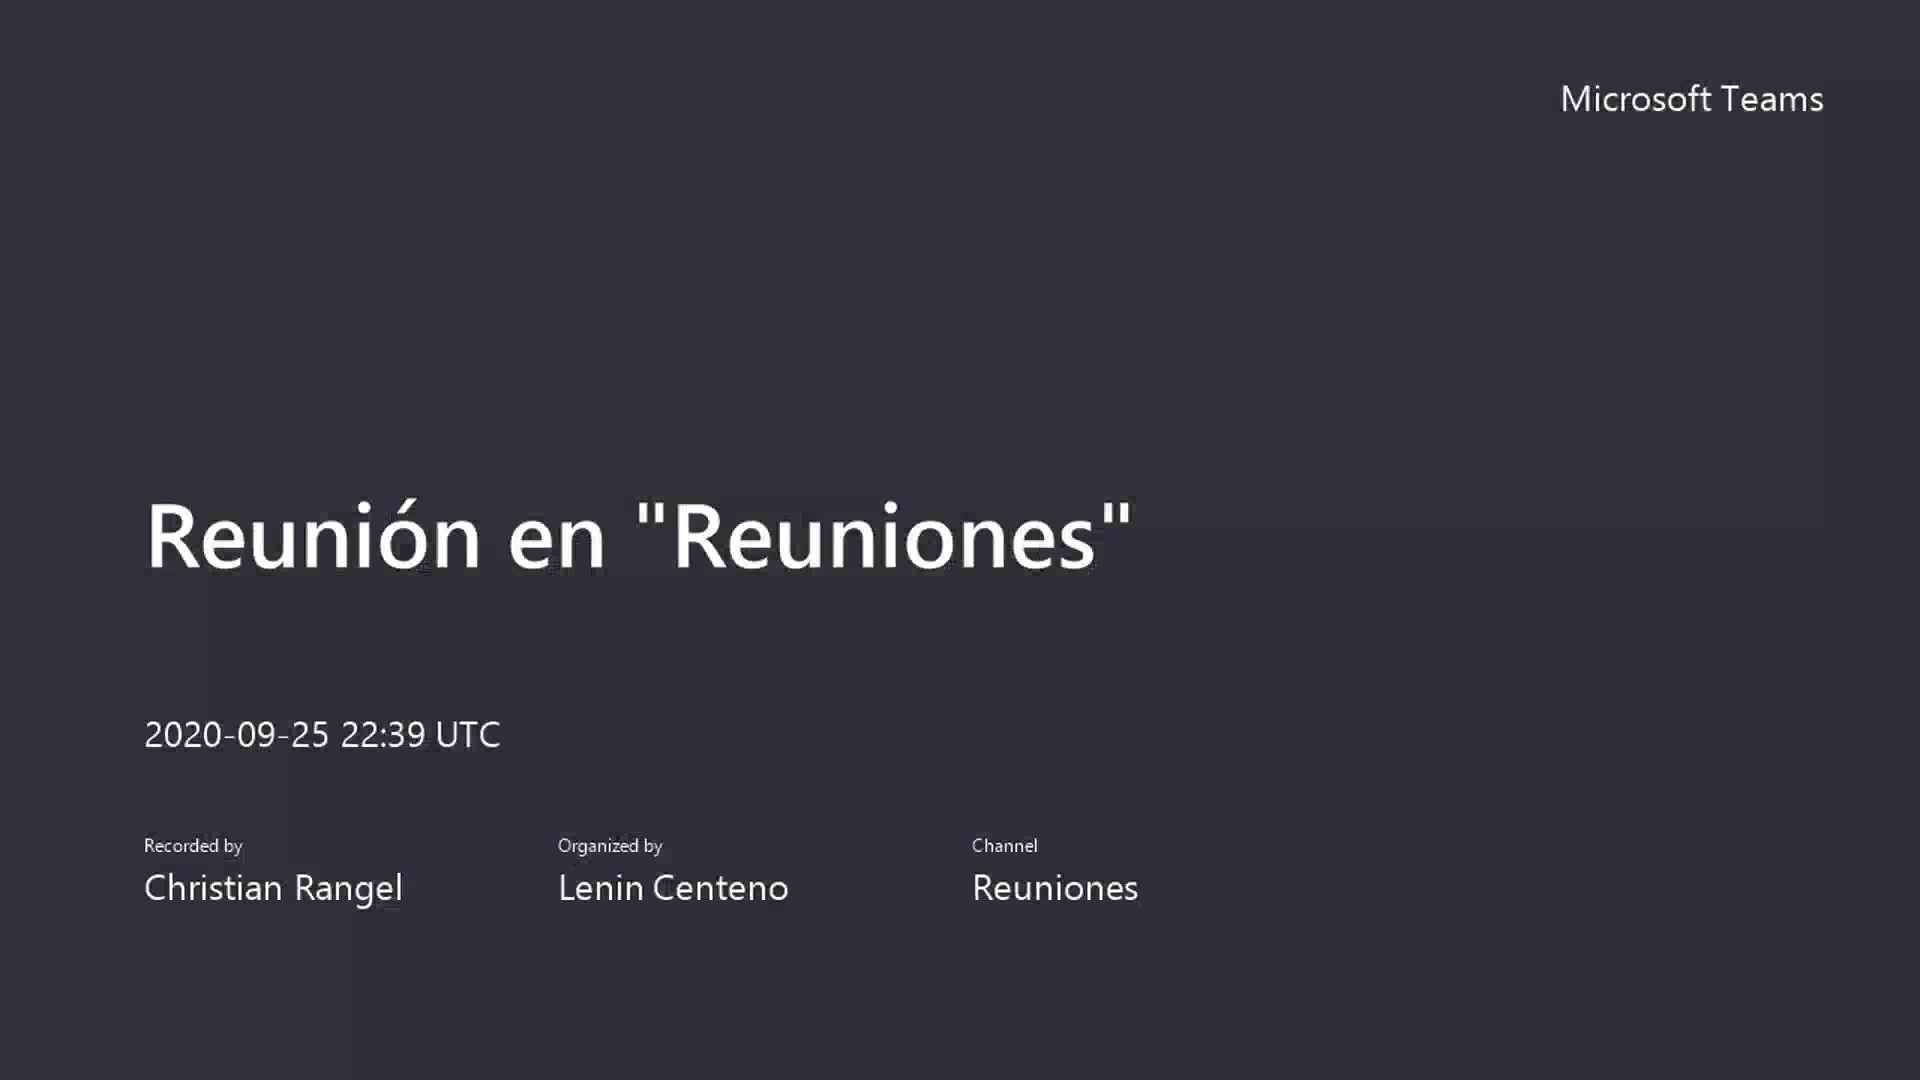 Microsoft Teams
Reunión en "Reuniones"
2020-09-25 22:39 UTC
Recorded by
Christian Rangel
Organized by
Lenin Centeno
Channel
Reuniones